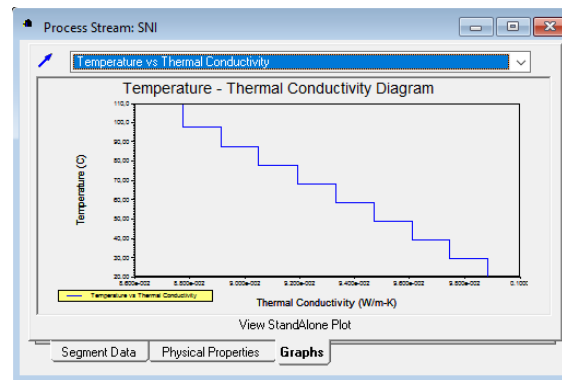 Process Stream: SNI
Temperature vs Thermal Conductivity
Temperature - Thermal Conductivity Diagram
110,0
100,0
90,00
80,00
70,00
60,00
50,00
40,00
30,00
20,00
Temperature (C)
8.600e-002 8.800e-002 9.000e-002 9.200e-002 9.400e-002 9.600e-002 9.800e-002 0.1000
Temperature vs Thermal Conductivity
Thermal Conductivity (W/m-K)
View StandAlone Plot
Segment Data Physical Properties Graphs